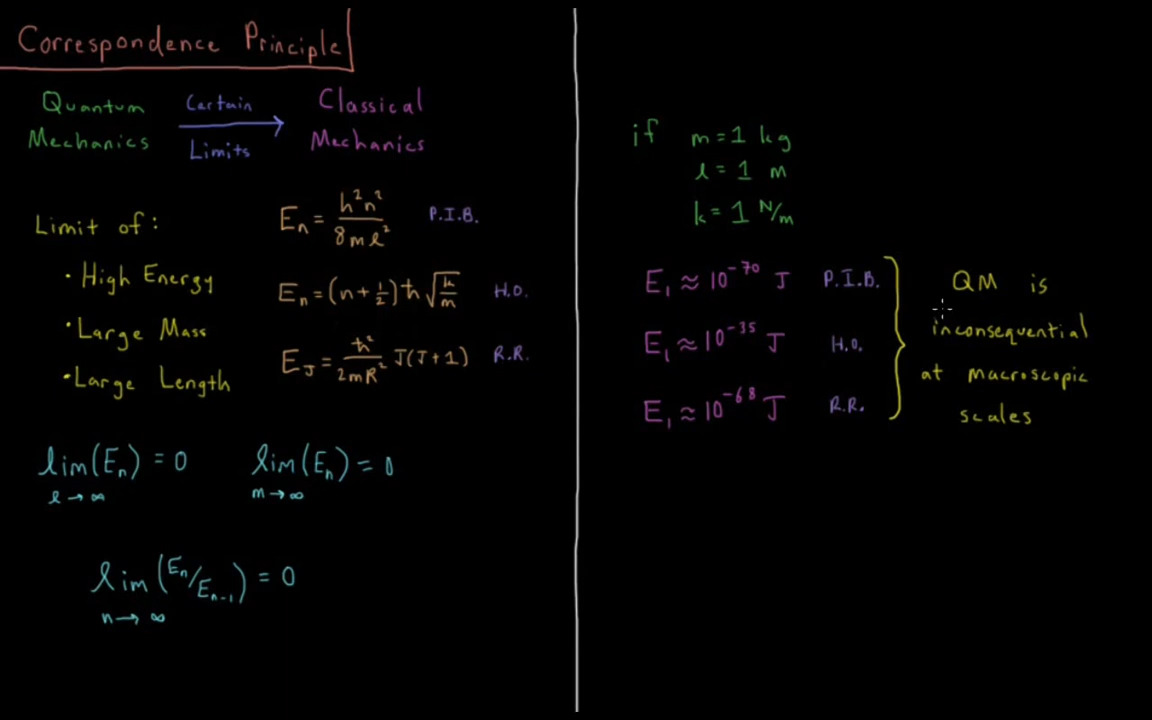 Correspondence Principle
Quantum Mechanics
Certain Limits
Classical Mechanics
Limit of:
• High Energy
• Large Mass
• Large Length
Eₙ = h²n² / 8mℓ² P.I.B.
Eₙ = (n + ½) ħ √(k/m) H.O.
E_J = ħ² / 2mR² J(J+1) R.R.
lim(Eₙ) = 0
ℓ → ∞
lim(Eₙ) = 0
m → ∞
lim(Eₙ/Eₙ₋₁) = 0
n → ∞
if m = 1 kg
ℓ = 1 m
k = 1 N/m
E₁ ≈ 10⁻⁷⁰ J P.I.B.
E₁ ≈ 10⁻³⁵ J H.O.
E₁ ≈ 10⁻⁶⁸ J R.R.
QM is
inconsequential
at macroscopic
scales